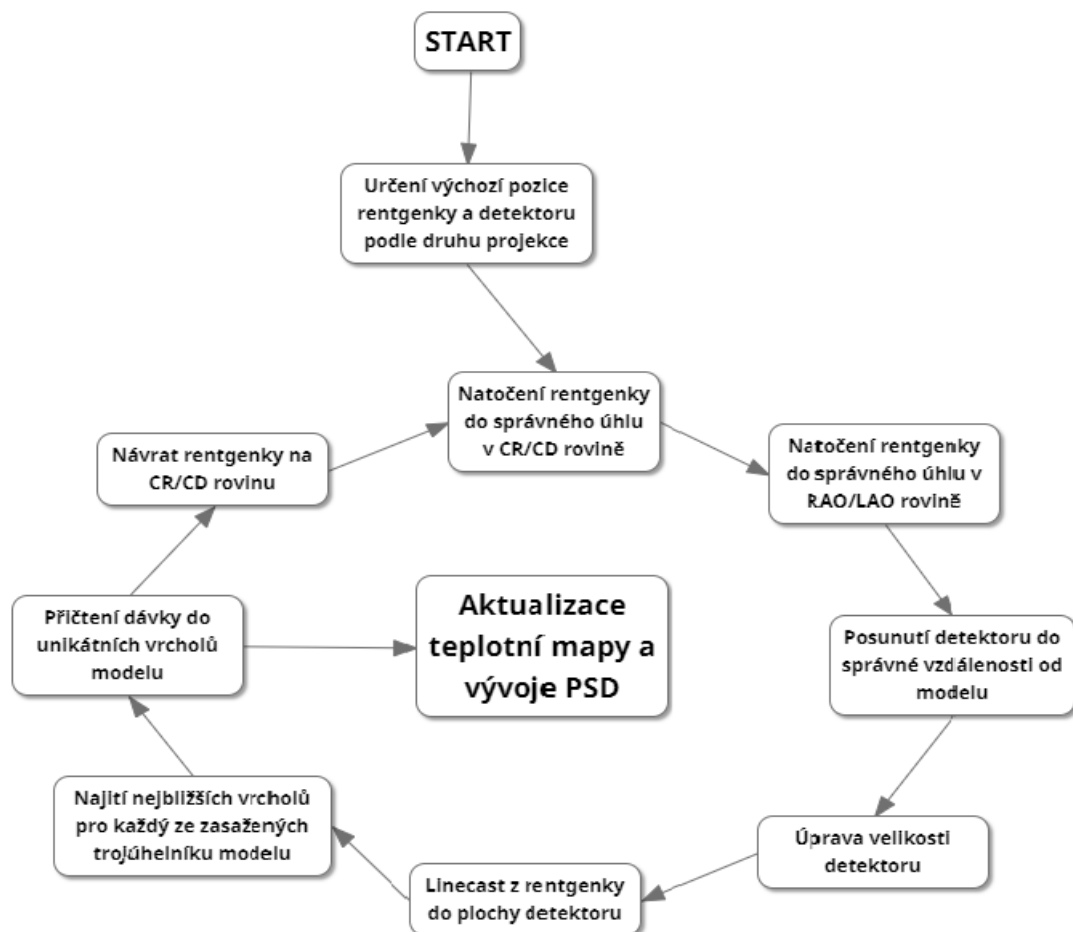 START
Určení výchozí pozice
rentgenky a detektoru
podle druhu projekce
Natočení rentgenky
do správného úhlu
v CR/CD rovině
Natočení rentgenky
do správného úhlu v
RAO/LAO rovině
Posunutí detektoru do
správné vzdálenosti od
modelu
Úprava velikosti
detektoru
Linecast z rentgenky
do plochy detektoru
Najití nejbližších vrcholů
pro každý ze zasažených
trojúhelníku modelu
Přičtení dávky do
unikátních vrcholů
modelu
Návrat rentgenky na
CR/CD rovinu
Aktualizace
teplotní mapy a
vývoje PSD